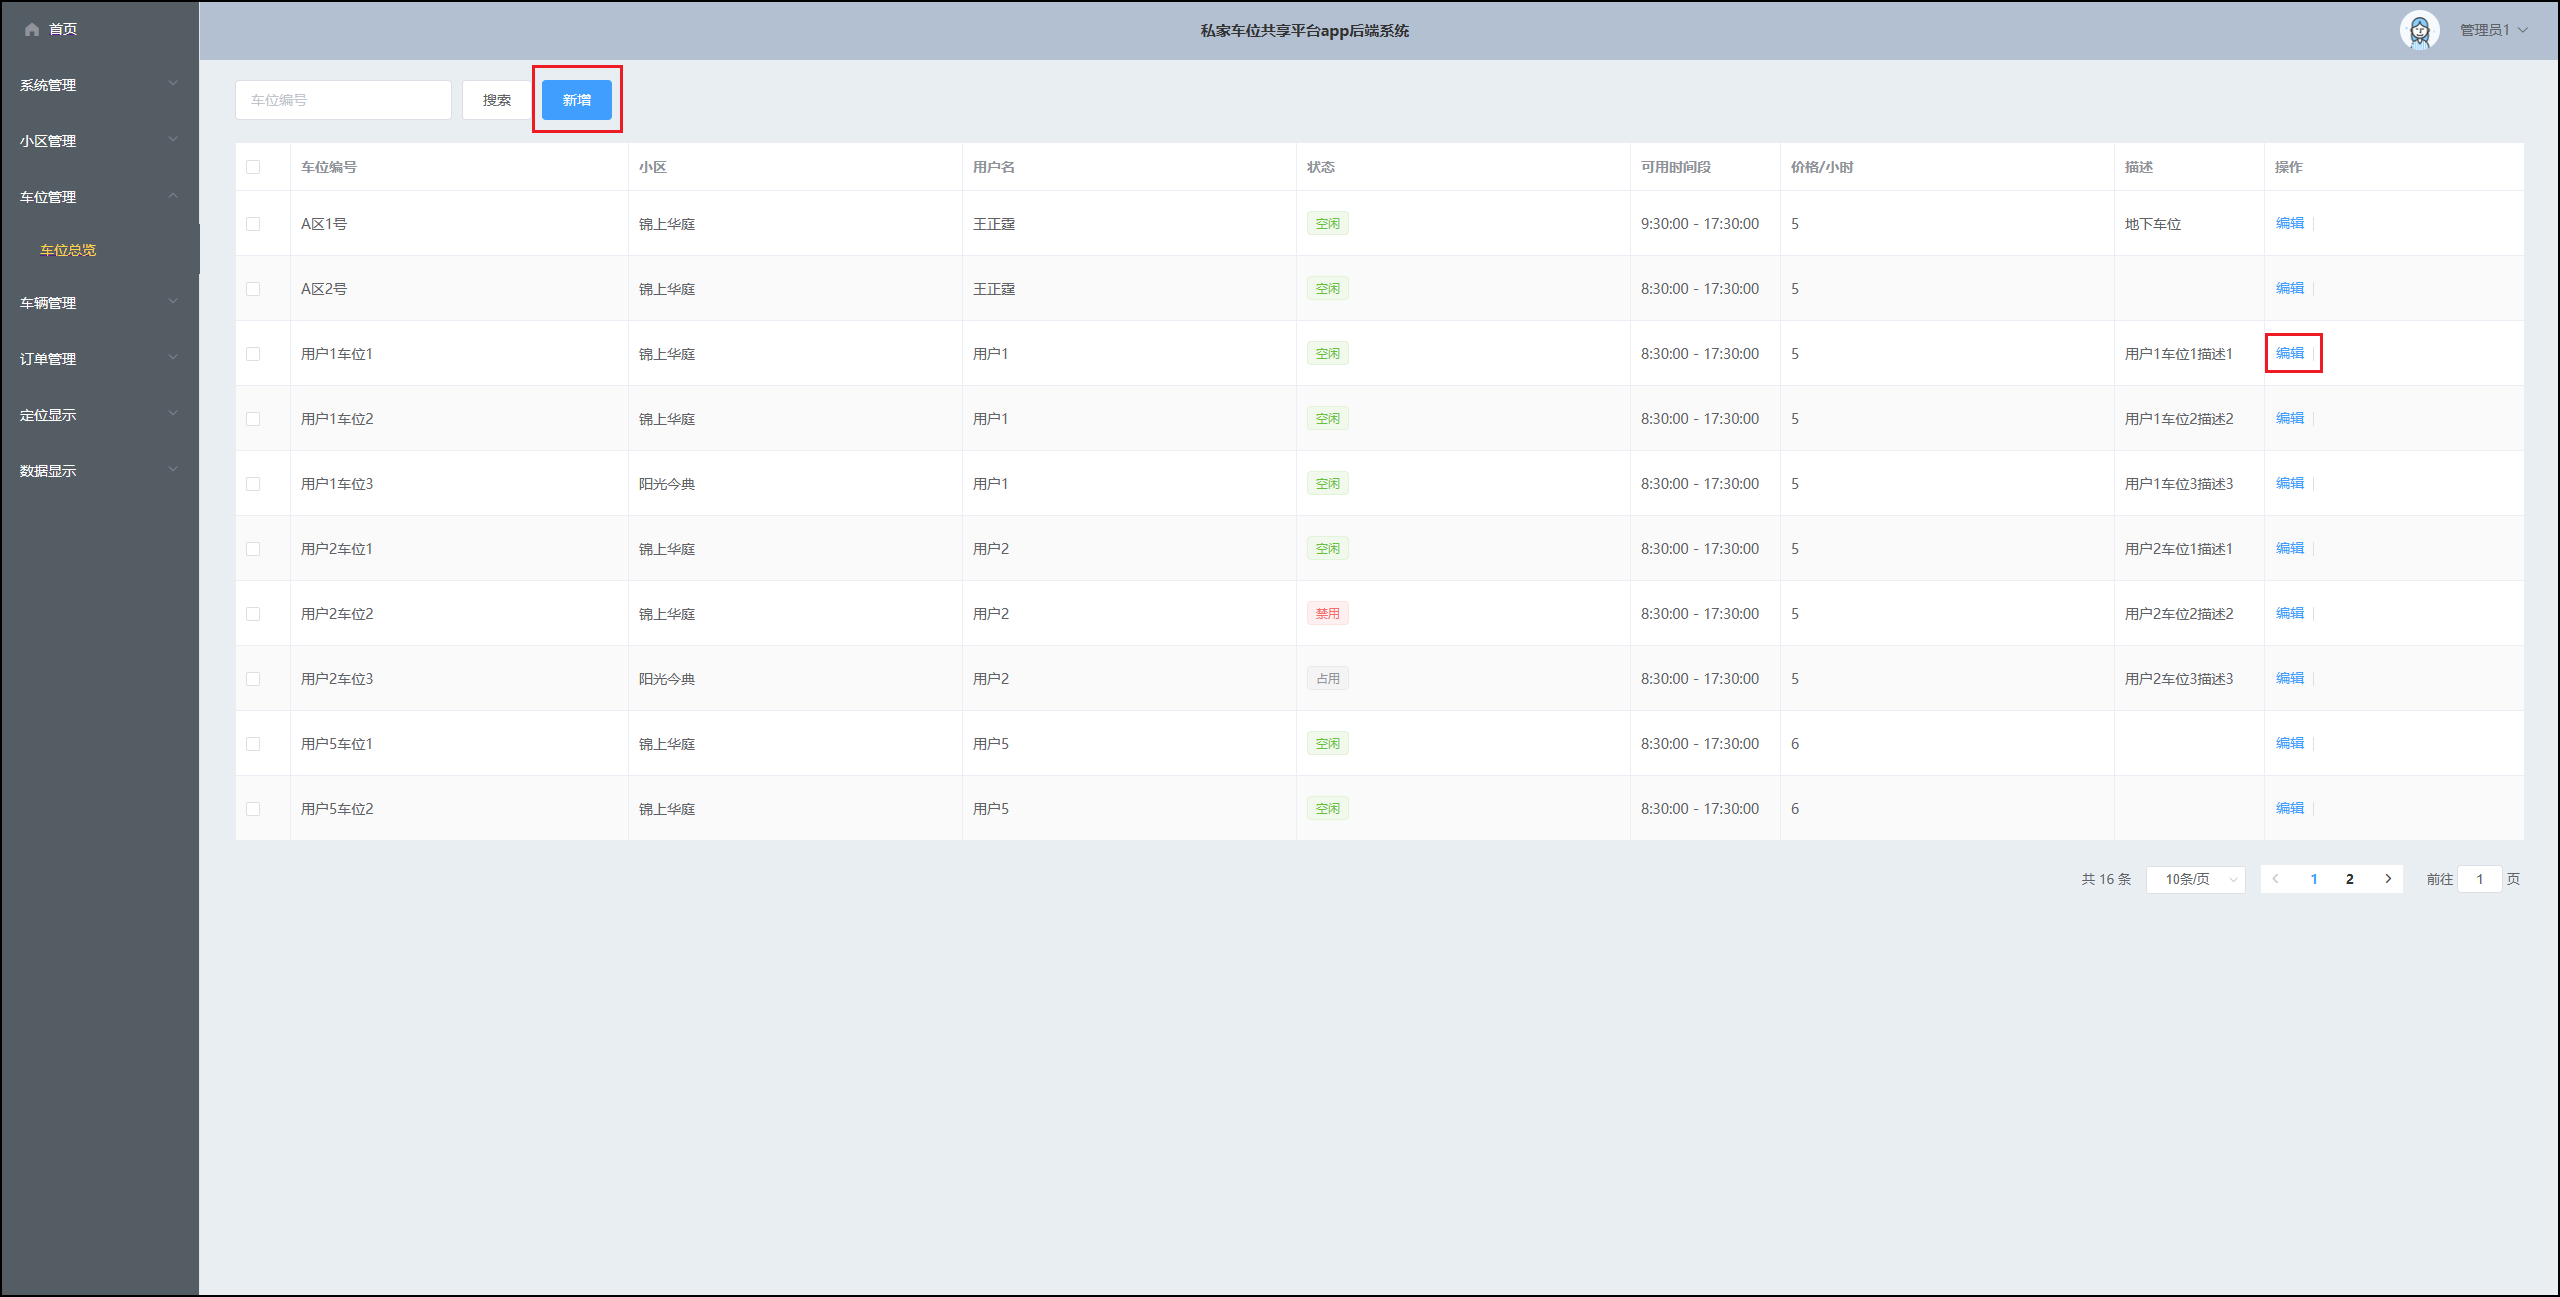 首页
私家车位共享平台app后端系统
管理员1
系统管理
小区管理
车位管理
车位总览
车辆管理
订单管理
定位显示
数据显示
车位编号 搜索 新增
车位编号 小区 用户名 状态 可用时间段 价格/小时 描述 操作
A区1号 锦上华庭 王正霆 空闲 9:30:00 - 17:30:00 5 地下车位 编辑
A区2号 锦上华庭 王正霆 空闲 8:30:00 - 17:30:00 5 编辑
用户1车位1 锦上华庭 用户1 空闲 8:30:00 - 17:30:00 5 用户1车位1描述1 编辑
用户1车位2 锦上华庭 用户1 空闲 8:30:00 - 17:30:00 5 用户1车位2描述2 编辑
用户1车位3 阳光今典 用户1 空闲 8:30:00 - 17:30:00 5 用户1车位3描述3 编辑
用户2车位1 锦上华庭 用户2 空闲 8:30:00 - 17:30:00 5 用户2车位1描述1 编辑
用户2车位2 锦上华庭 用户2 禁用 8:30:00 - 17:30:00 5 用户2车位2描述2 编辑
用户2车位3 阳光今典 用户2 占用 8:30:00 - 17:30:00 5 用户2车位3描述3 编辑
用户5车位1 锦上华庭 用户5 空闲 8:30:00 - 17:30:00 6 编辑
用户5车位2 锦上华庭 用户5 空闲 8:30:00 - 17:30:00 6 编辑
共 16 条 10条/页 1 2 前往 1 页